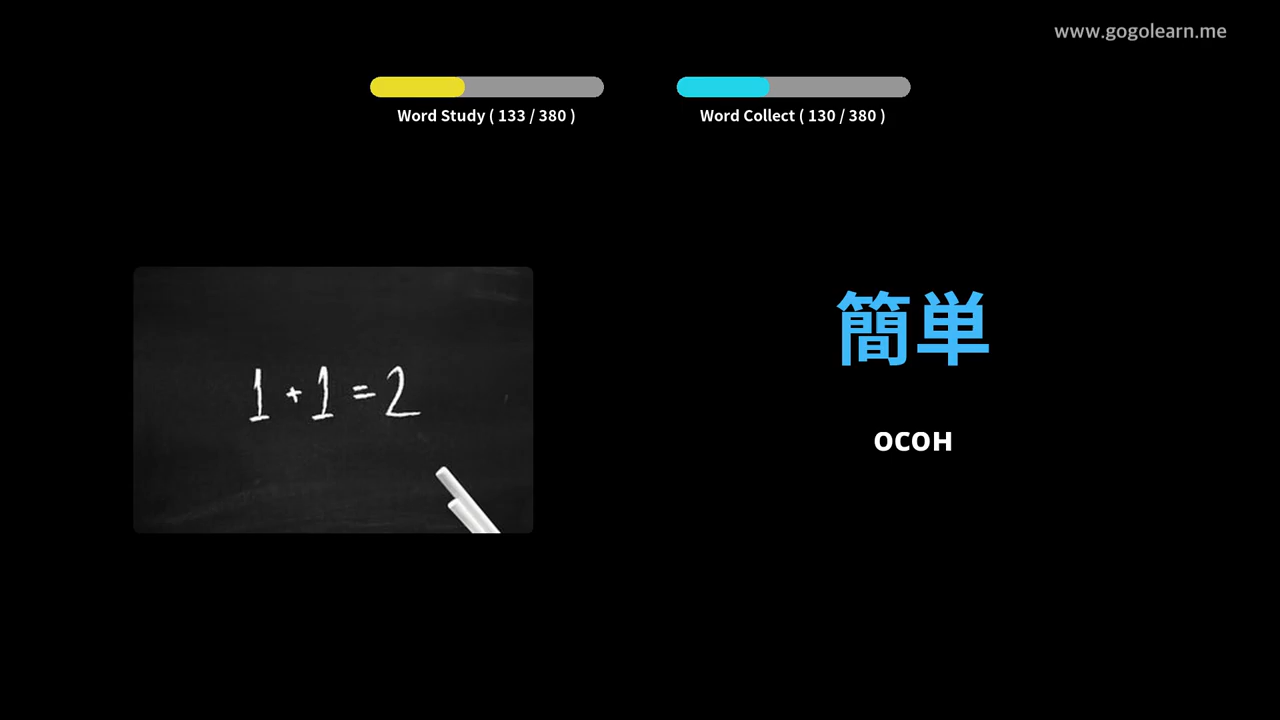 www.gogolearn.me
Word Study ( 133 / 380 )
Word Collect ( 130 / 380 )
簡単
1 + 1 = 2
осон